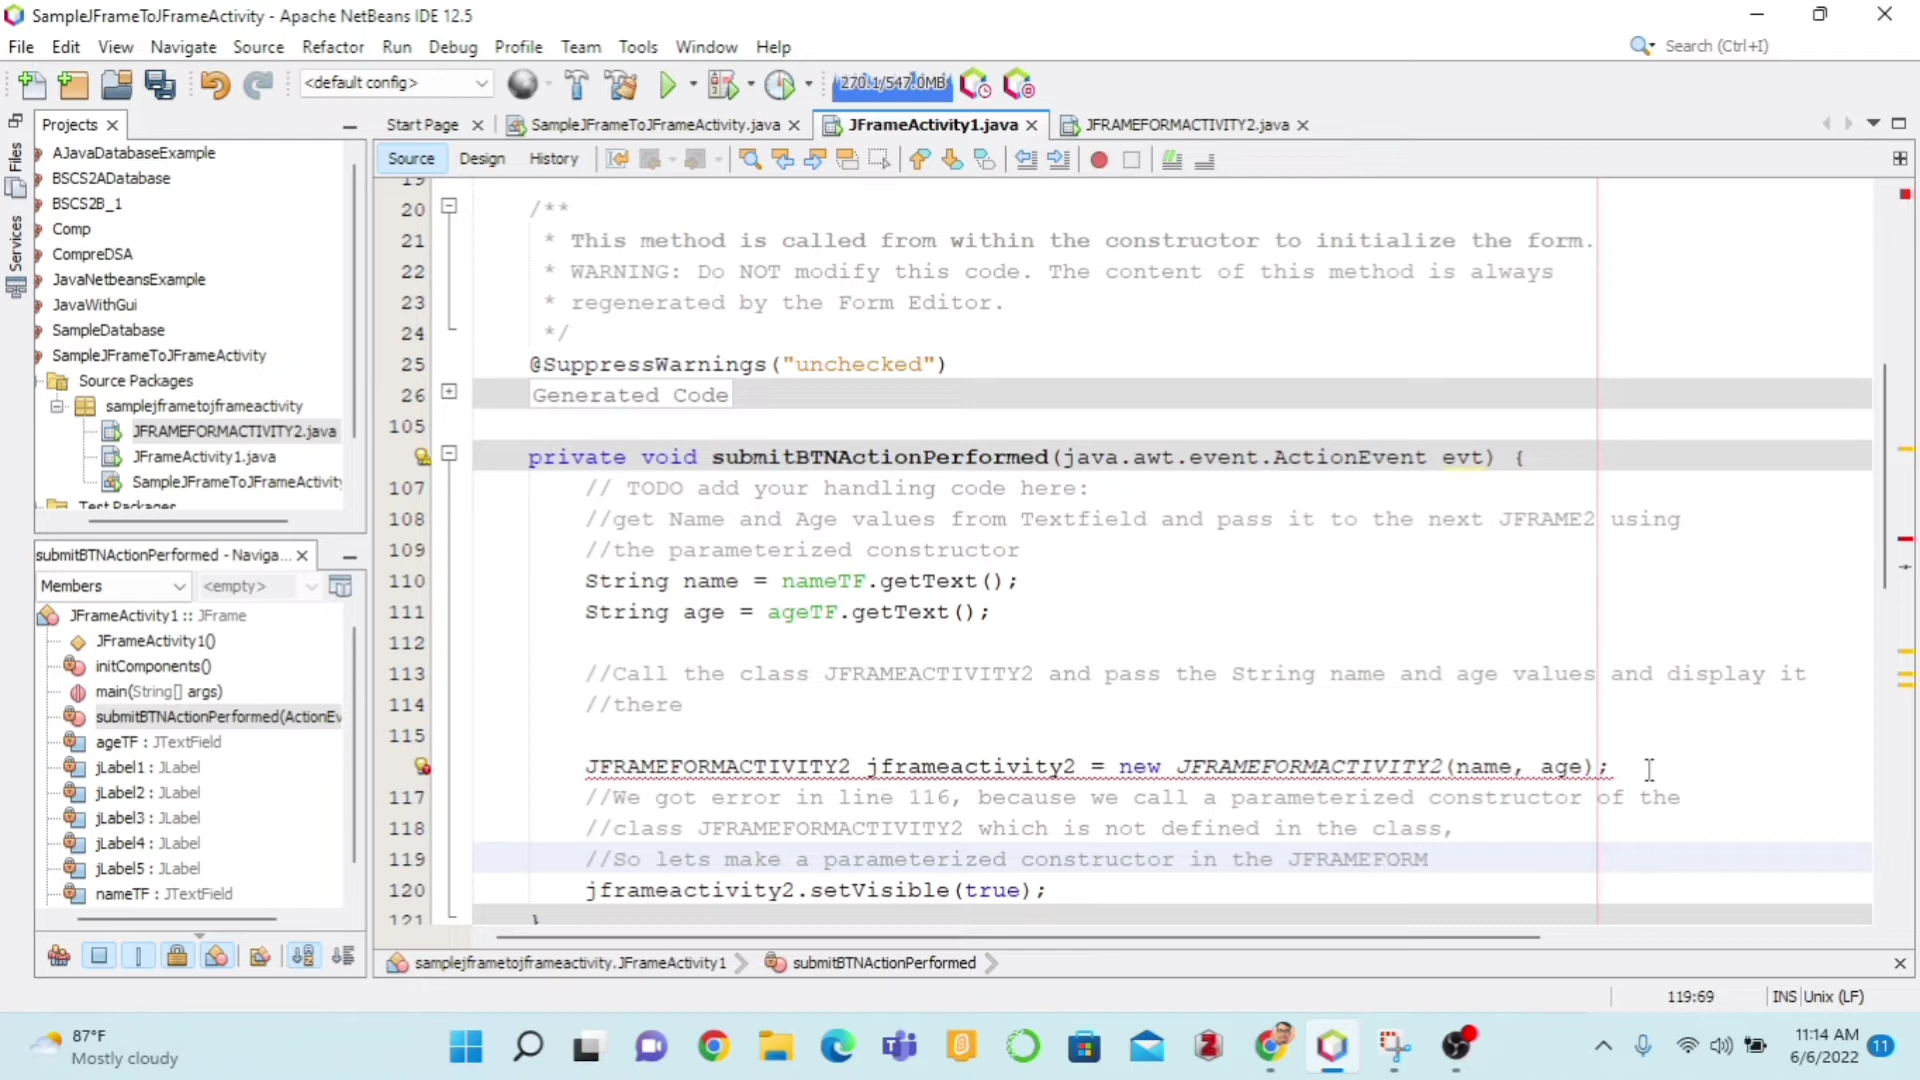 SampleJFrameToJFrameActivity - Apache NetBeans IDE 12.5
File Edit View Navigate Source Refactor Run Debug Profile Team Tools Window Help
Search (Ctrl+I)
<default config>
270.1/547.0MB
Files
Services
Projects
Start Page
SampleJFrameToJFrameActivity.java
JFrameActivity1.java
JFRAMEFORMACTIVITY2.java
Source Design History
AJavaDatabaseExample
BSCS2ADatabase
BSCS2B_1
Comp
CompreDSA
JavaNetbeansExample
JavaWithGui
SampleDatabase
SampleJFrameToJFrameActivity
Source Packages
samplejframetojframeactivity
JFRAMEFORMACTIVITY2.java
JFrameActivity1.java
SampleJFrameToJFrameActivity
Test Packages
submitBTNActionPerformed - Naviga...
Members
<empty>
JFrameActivity1 :: JFrame
JFrameActivity1()
initComponents()
main(String[] args)
submitBTNActionPerformed(ActionEv
ageTF : JTextField
jLabel1 : JLabel
jLabel2 : JLabel
jLabel3 : JLabel
jLabel4 : JLabel
jLabel5 : JLabel
nameTF : JTextField
19
20 /**
21 * This method is called from within the constructor to initialize the form.
22 * WARNING: Do NOT modify this code. The content of this method is always
23 * regenerated by the Form Editor.
24 */
25 @SuppressWarnings("unchecked")
26 Generated Code
105
private void submitBTNActionPerformed(java.awt.event.ActionEvent evt) {
107 // TODO add your handling code here:
108 //get Name and Age values from Textfield and pass it to the next JFRAME2 using
109 //the parameterized constructor
110 String name = nameTF.getText();
111 String age = ageTF.getText();
112
113 //Call the class JFRAMEACTIVITY2 and pass the String name and age values and display it
114 //there
115
JFRAMEFORMACTIVITY2 jframeactivity2 = new JFRAMEFORMACTIVITY2(name, age);
117 //We got error in line 116, because we call a parameterized constructor of the
118 //class JFRAMEFORMACTIVITY2 which is not defined in the class,
119 //So lets make a parameterized constructor in the JFRAMEFORM
120 jframeactivity2.setVisible(true);
121 }
samplejframetojframeactivity.JFrameActivity1 submitBTNActionPerformed
119:69 INS Unix (LF)
87°F
Mostly cloudy
11:14 AM
6/6/2022
11